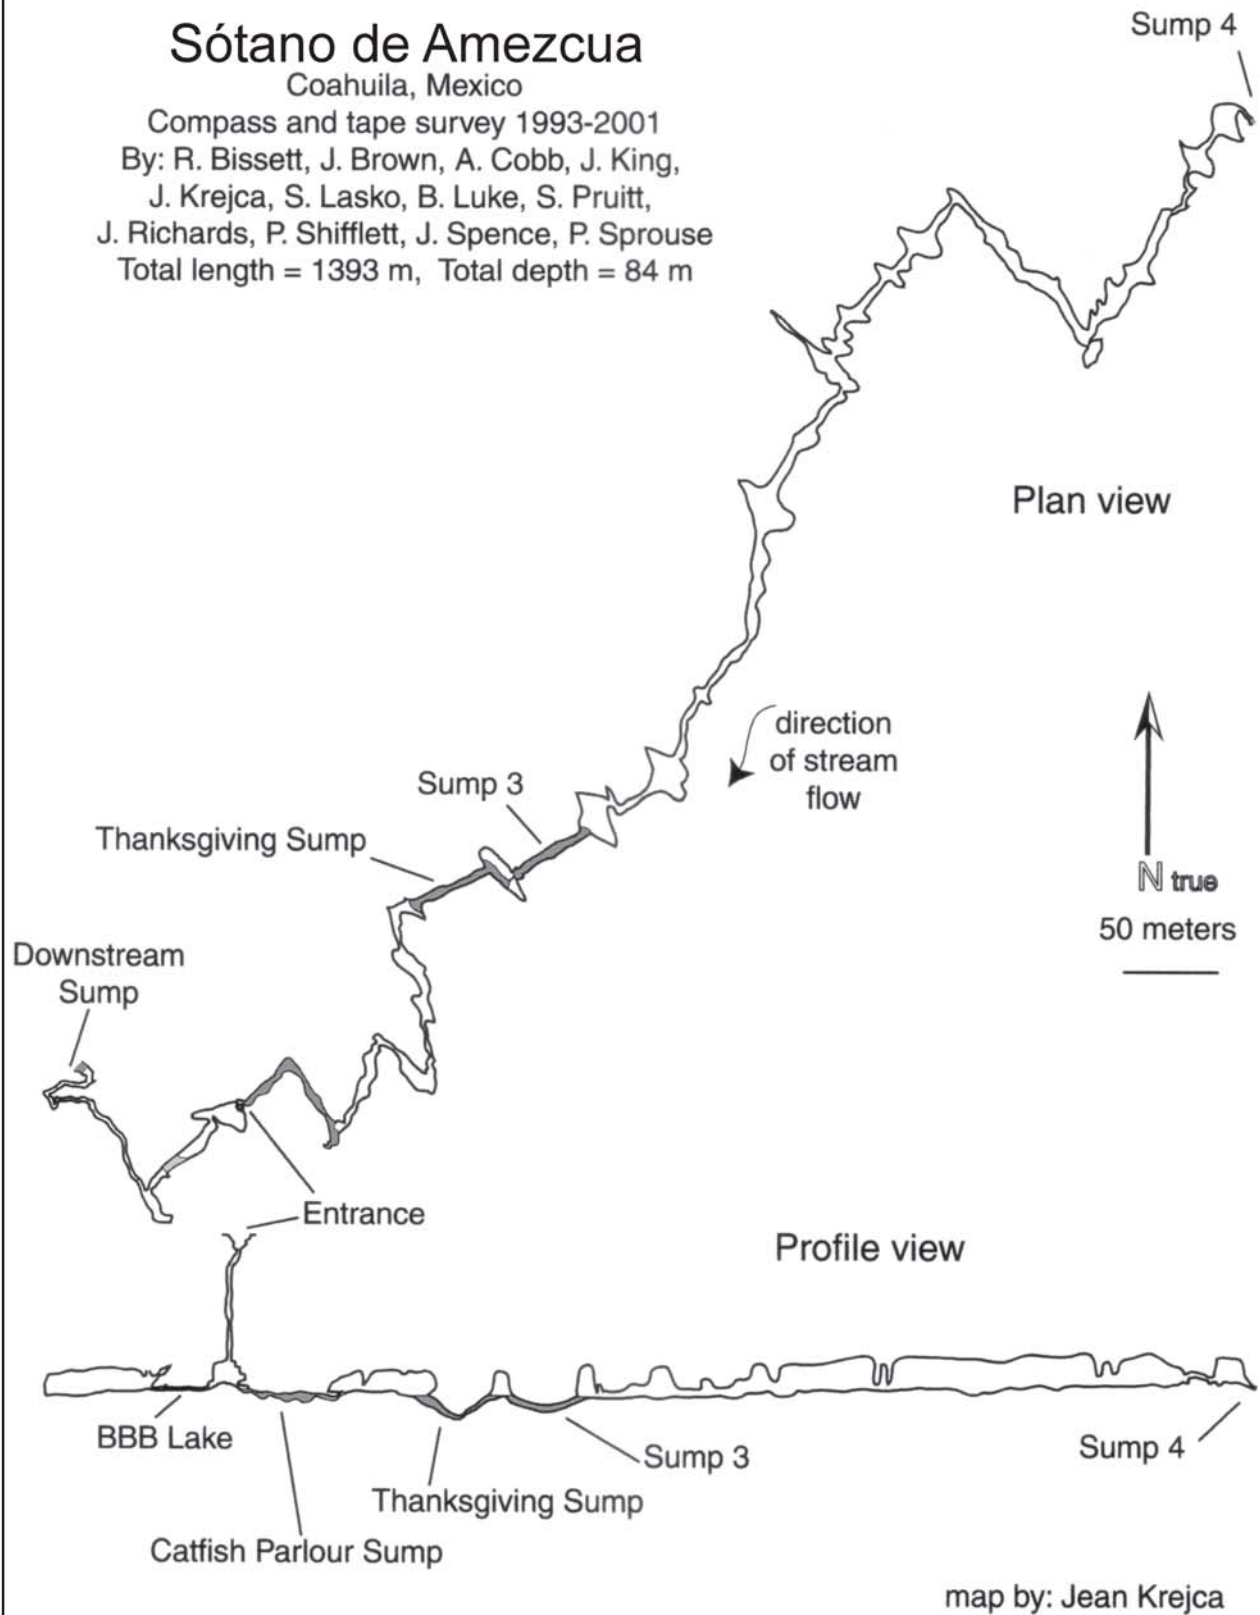 Sótano de Amezcua
Coahuila, Mexico
Compass and tape survey 1993-2001
By: R. Bissett, J. Brown, A. Cobb, J. King,
J. Krejca, S. Lasko, B. Luke, S. Pruitt,
J. Richards, P. Shifflett, J. Spence, P. Sprouse
Total length = 1393 m, Total depth = 84 m
Sump 4
Plan view
direction
of stream
flow
Sump 3
Thanksgiving Sump
N true
50 meters
Downstream
Sump
Entrance
Profile view
BBB Lake
Sump 3
Sump 4
Thanksgiving Sump
Catfish Parlour Sump
map by: Jean Krejca